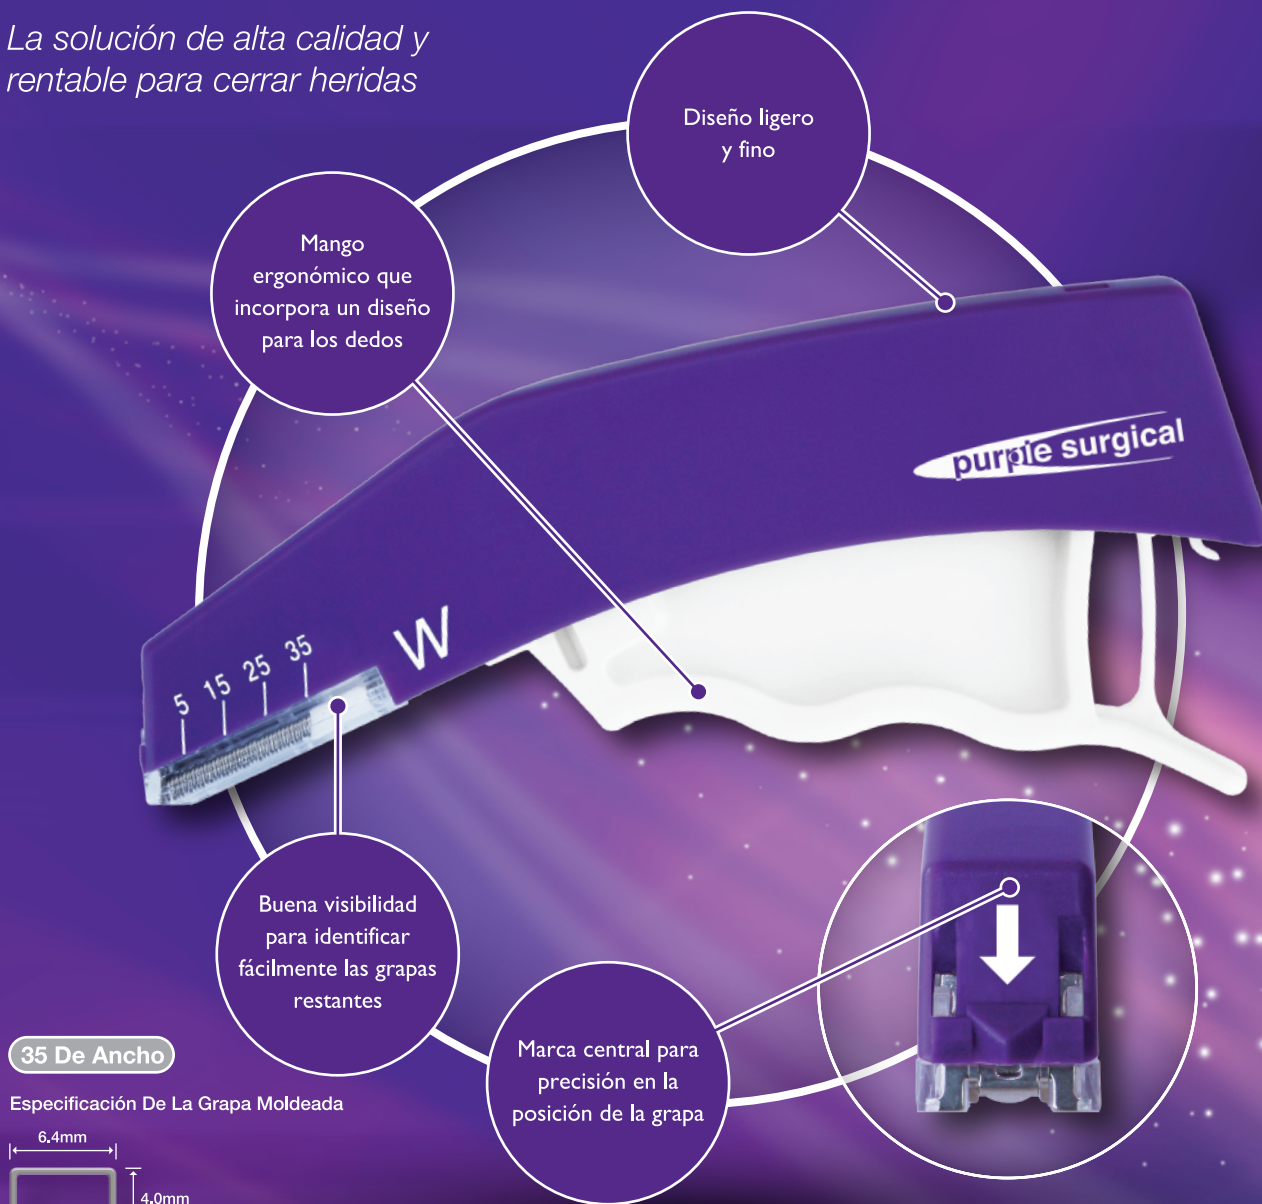 La solución de alta calidad y
rentable para cerrar heridas
Diseño ligero
y fino
Mango
ergonómico que
incorpora un diseño
para los dedos
purple surgical
5 15 25 35
W
Buena visibilidad
para identificar
fácilmente las grapas
restantes
Marca central para
precisión en la
posición de la grapa
35 De Ancho
Especificación De La Grapa Moldeada
6.4mm
4.0mm